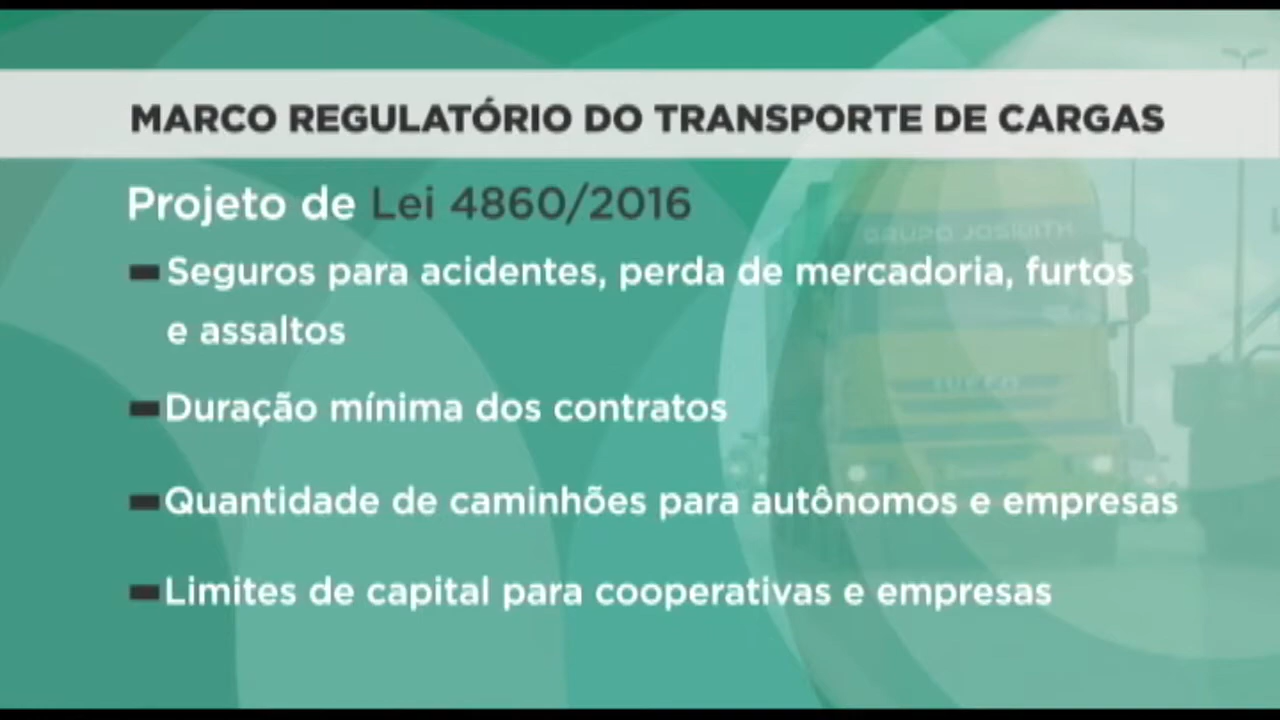 MARCO REGULATÓRIO DO TRANSPORTE DE CARGAS
Projeto de Lei 4860/2016
Seguros para acidentes, perda de mercadoria, furtos
e assaltos
Duração mínima dos contratos
Quantidade de caminhões para autônomos e empresas
Limites de capital para cooperativas e empresas